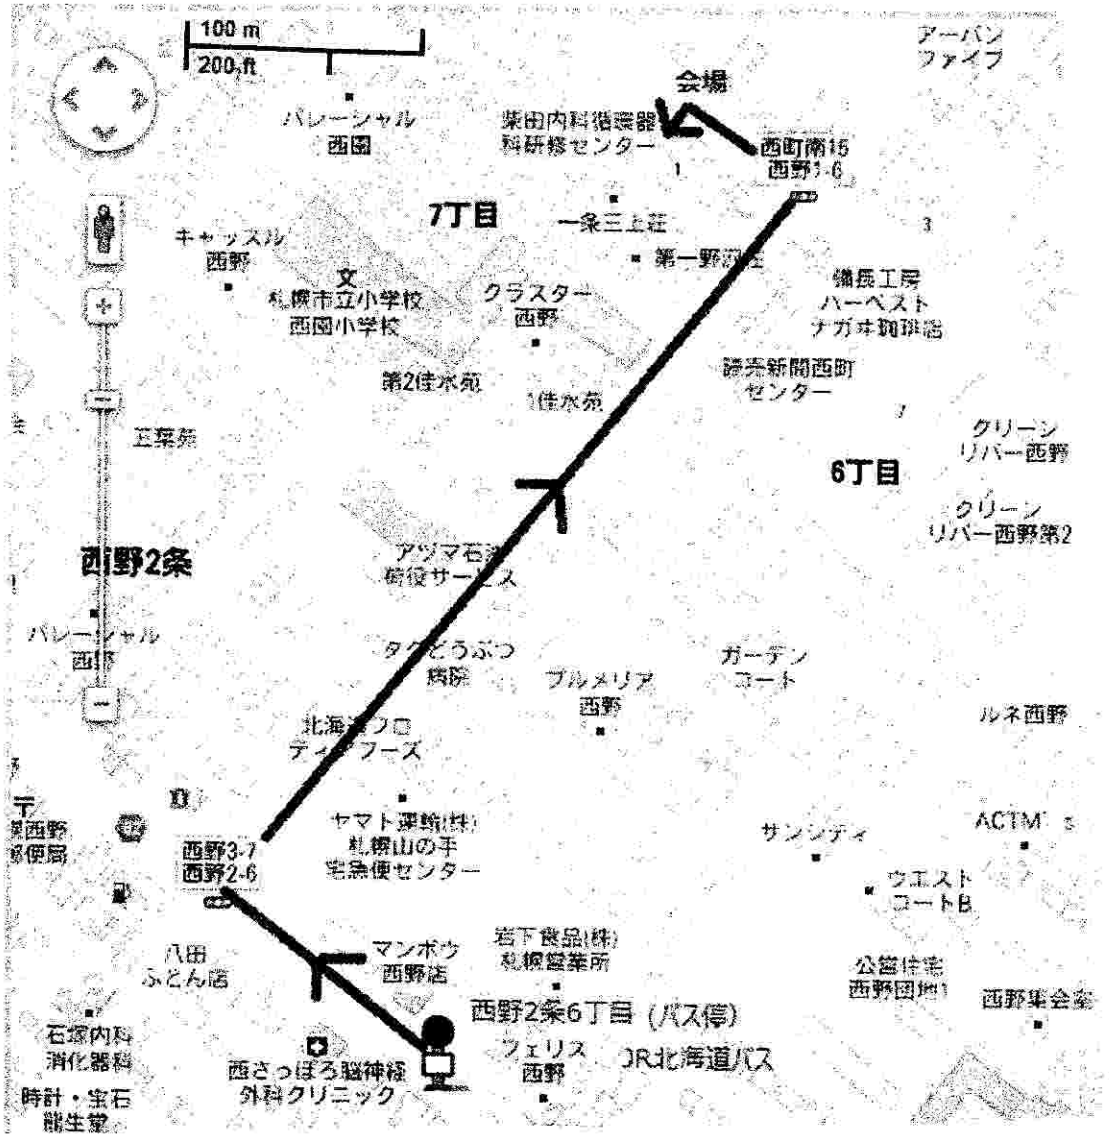 100 m
200 ft
アーバン
ファイブ
会場
バレーシャル
西園
柴田内科循環器
科研修センター
西町南15
西野1-6
1
7丁目
一条三上荘
3
キャッスル
西野
第一野沢荘
文
札幌市立小学校
西園小学校
クラスター
西野
備長工房
ハーベスト
ナガヰ珈琲店
第2佳水苑
佳水苑
読売新聞西町
センター
7
王葉苑
クリーン
リバー西野
6丁目
クリーン
リバー西野第2
西野2条
アヅマ石油
荷役サービス
バレーシャル
西野
タクどうぶつ
病院
ガーデン
コート
プルメリア
西野
ルネ西野
北海道フロ
ティアフーズ
〒
西野
郵便局
ヤマト運輸(株)
札幌山の手
宅急便センター
サンシティ
ACTM
5
西野3-7
西野2-6
ウエスト
コートB
八田
ふとん店
マンボウ
西野店
岩下食品(株)
札幌営業所
公営住宅
西野団地1
西野集会室
西野2条6丁目 (バス停)
石塚内科
消化器科
フェリス
西野
JR北海道バス
西さっぽろ脳神経
外科クリニック
時計・宝石
龍生堂